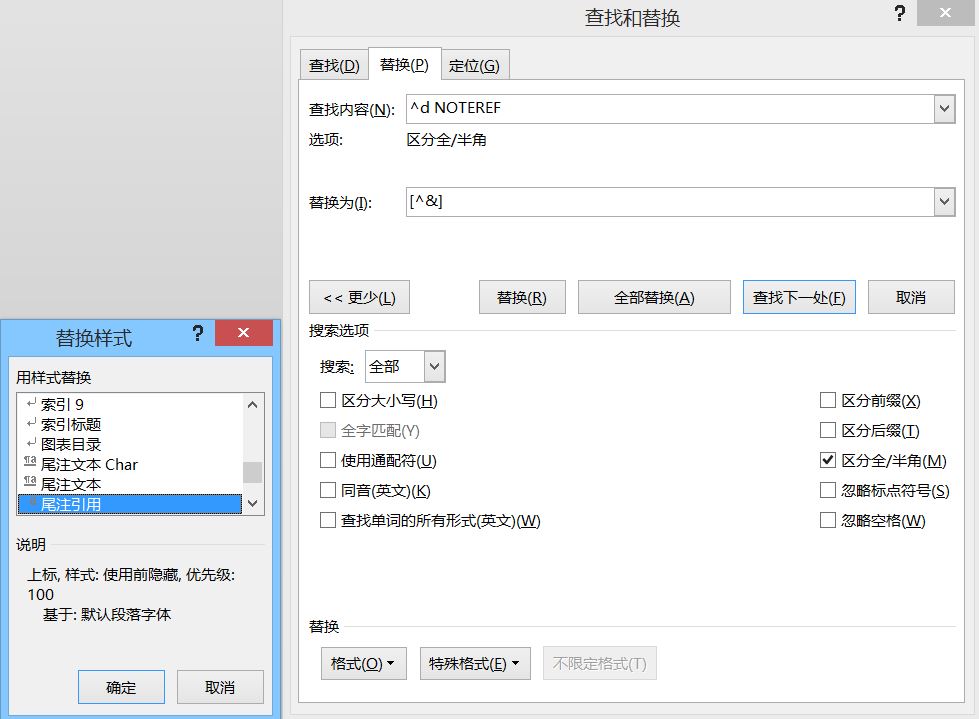 查找和替换
?
查找(D)
替换(P)
定位(G)
查找内容(N):
^d NOTEREF
选项:
区分全/半角
替换为(I):
[^&]
<< 更少(L)
替换(R)
全部替换(A)
查找下一处(F)
取消
搜索选项
搜索:
全部
区分大小写(H)
区分前缀(X)
全字匹配(Y)
区分后缀(T)
使用通配符(U)
区分全/半角(M)
同音(英文)(K)
忽略标点符号(S)
查找单词的所有形式(英文)(W)
忽略空格(W)
替换
格式(O)
特殊格式(E)
不限定格式(T)
替换样式
?
用样式替换
索引 9
索引标题
图表目录
尾注文本 Char
尾注文本
尾注引用
说明
上标, 样式: 使用前隐藏, 优先级:
100
基于: 默认段落字体
确定
取消